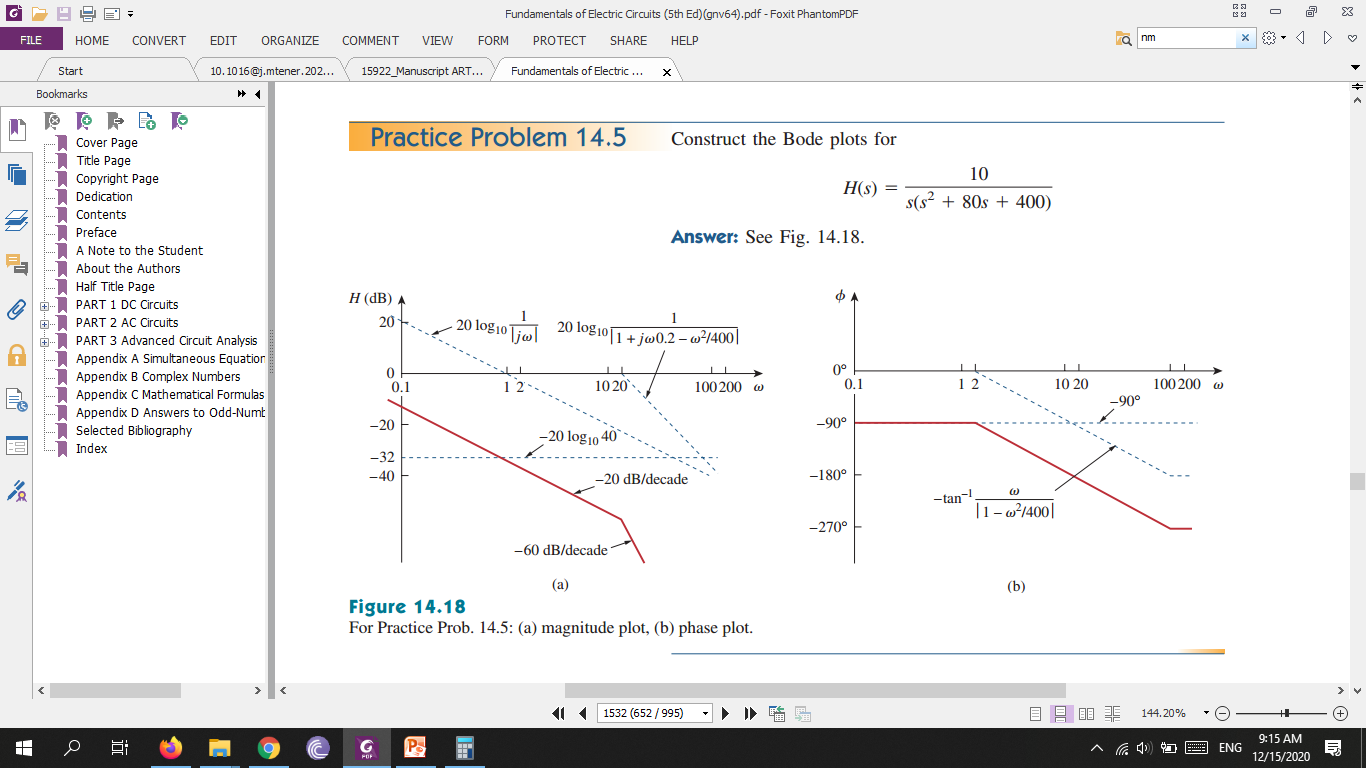 Fundamentals of Electric Circuits (5th Ed)(gnv64).pdf - Foxit PhantomPDF
FILE HOME CONVERT EDIT ORGANIZE COMMENT VIEW FORM PROTECT SHARE HELP
nm
Start
10.1016@j.mtener.202...
15922_Manuscript ART...
Fundamentals of Electric ...
Bookmarks
Cover Page
Title Page
Copyright Page
Dedication
Contents
Preface
A Note to the Student
About the Authors
Half Title Page
PART 1 DC Circuits
PART 2 AC Circuits
PART 3 Advanced Circuit Analysis
Appendix A Simultaneous Equation
Appendix B Complex Numbers
Appendix C Mathematical Formulas
Appendix D Answers to Odd-Numb
Selected Bibliography
Index
Practice Problem 14.5
Construct the Bode plots for
H(s) = 10 / s(s² + 80s + 400)
Answer: See Fig. 14.18.
H (dB)
20
0
−20
−32
−40
0.1 1 2 10 20 100 200 ω
20 log₁₀ 1/|jω|
20 log₁₀ 1/|1 + jω0.2 − ω²/400|
−20 log₁₀ 40
−20 dB/decade
−60 dB/decade
(a)
ϕ
0°
−90°
−180°
−270°
0.1 1 2 10 20 100 200 ω
−90°
−tan⁻¹ ω/|1 − ω²/400|
(b)
Figure 14.18
For Practice Prob. 14.5: (a) magnitude plot, (b) phase plot.
1532 (652 / 995)
144.20%
PDF
ENG
9:15 AM
12/15/2020